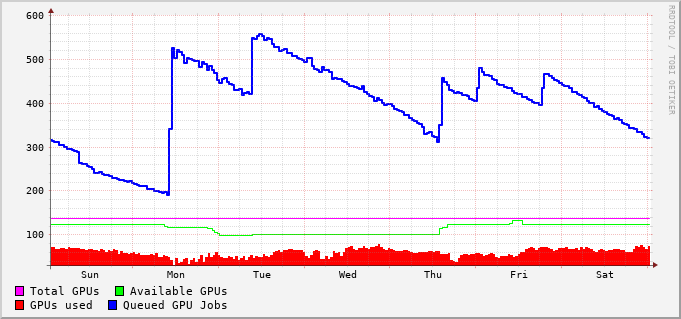 600
500
400
300
200
100
Sun Mon Tue Wed Thu Fri Sat
RRDTOOL / TOBI OETIKER
Total GPUs Available GPUs
GPUs used Queued GPU Jobs